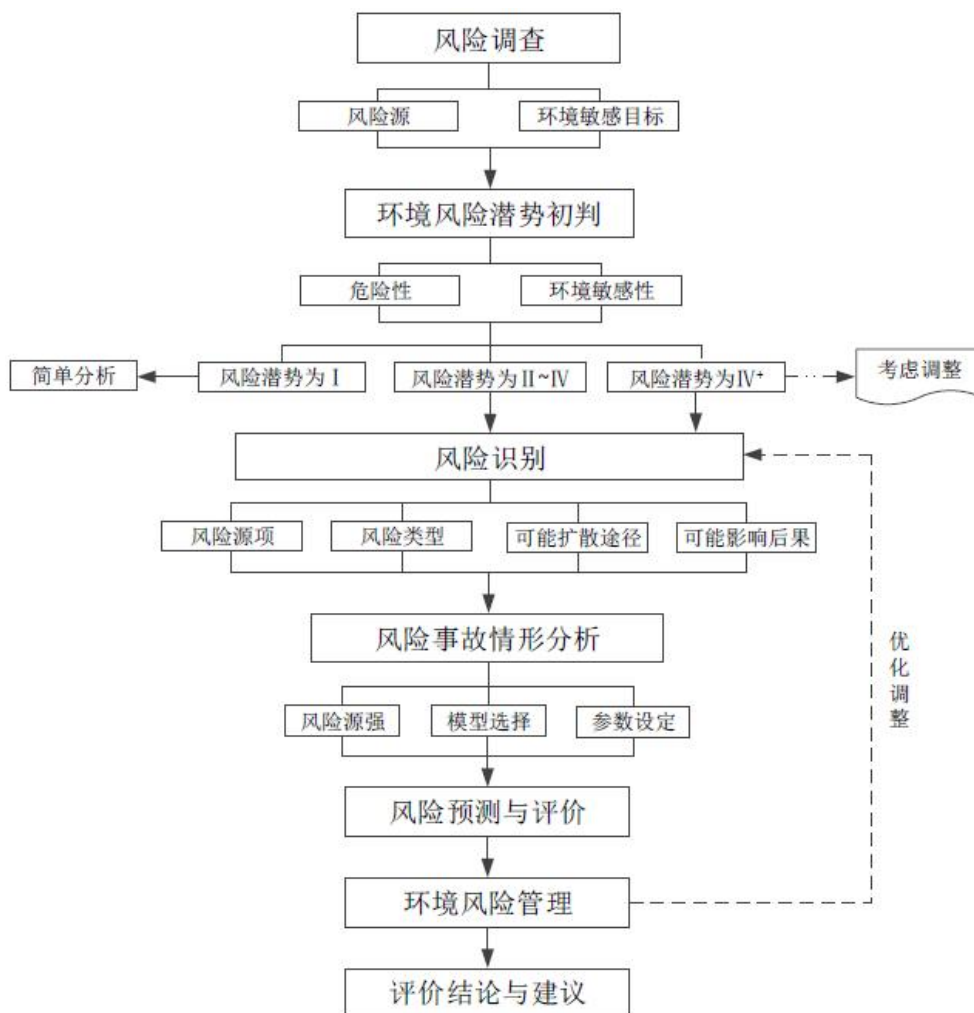 风险调查
风险源
环境敏感目标
环境风险潜势初判
危险性
环境敏感性
简单分析
风险潜势为Ⅰ
风险潜势为Ⅱ~Ⅳ
风险潜势为Ⅳ⁺
考虑调整
风险识别
风险源项
风险类型
可能扩散途径
可能影响后果
风险事故情形分析
优化调整
风险源强
模型选择
参数设定
风险预测与评价
环境风险管理
评价结论与建议